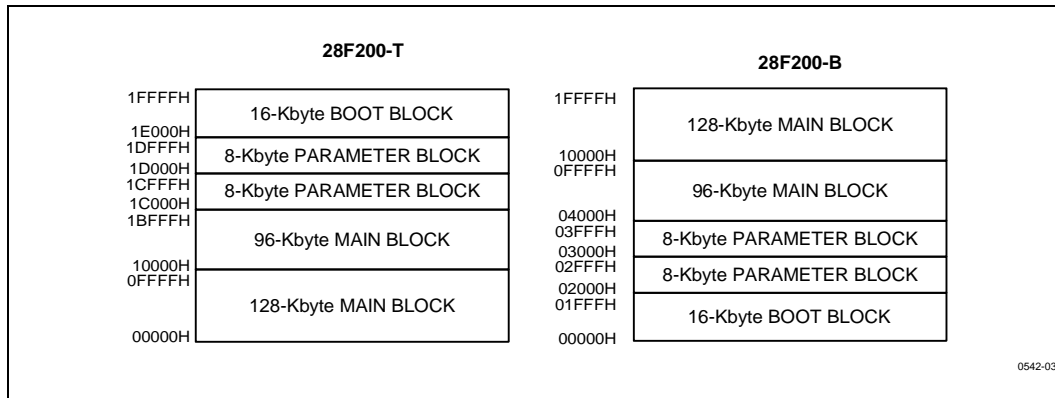 28F200-T
1FFFFH
16-Kbyte BOOT BLOCK
1E000H
1DFFFH
8-Kbyte PARAMETER BLOCK
1D000H
1CFFFH
8-Kbyte PARAMETER BLOCK
1C000H
1BFFFH
96-Kbyte MAIN BLOCK
10000H
0FFFFH
128-Kbyte MAIN BLOCK
00000H
28F200-B
1FFFFH
128-Kbyte MAIN BLOCK
10000H
0FFFFH
96-Kbyte MAIN BLOCK
04000H
03FFFH
8-Kbyte PARAMETER BLOCK
03000H
02FFFH
8-Kbyte PARAMETER BLOCK
02000H
01FFFH
16-Kbyte BOOT BLOCK
00000H
0542-03